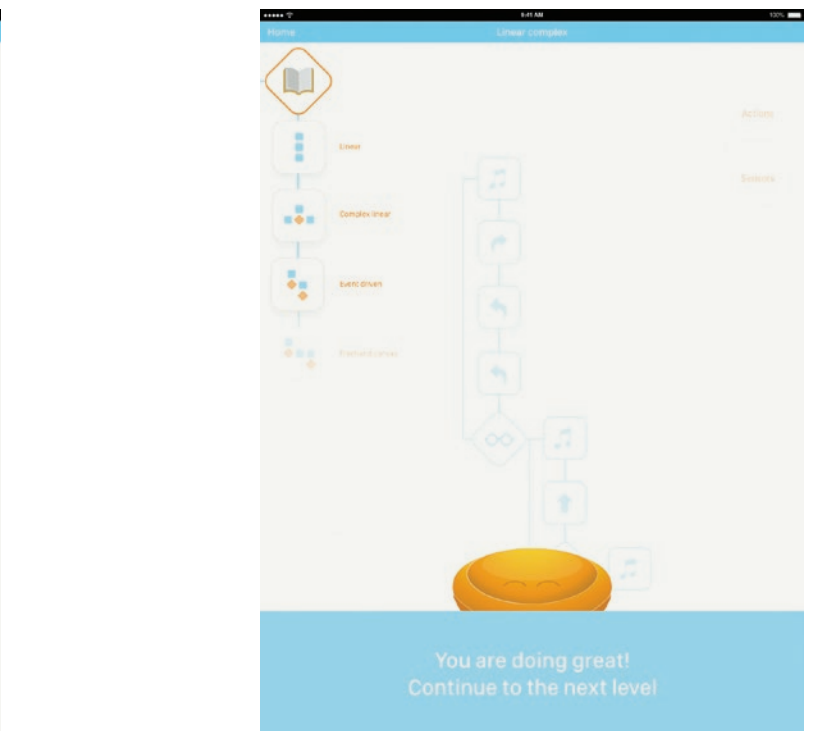 9:41 AM
100%
Home
Linear complex
Actions
Linear
Sensors
Complex linear
Event driven
You are doing great!
Continue to the next level